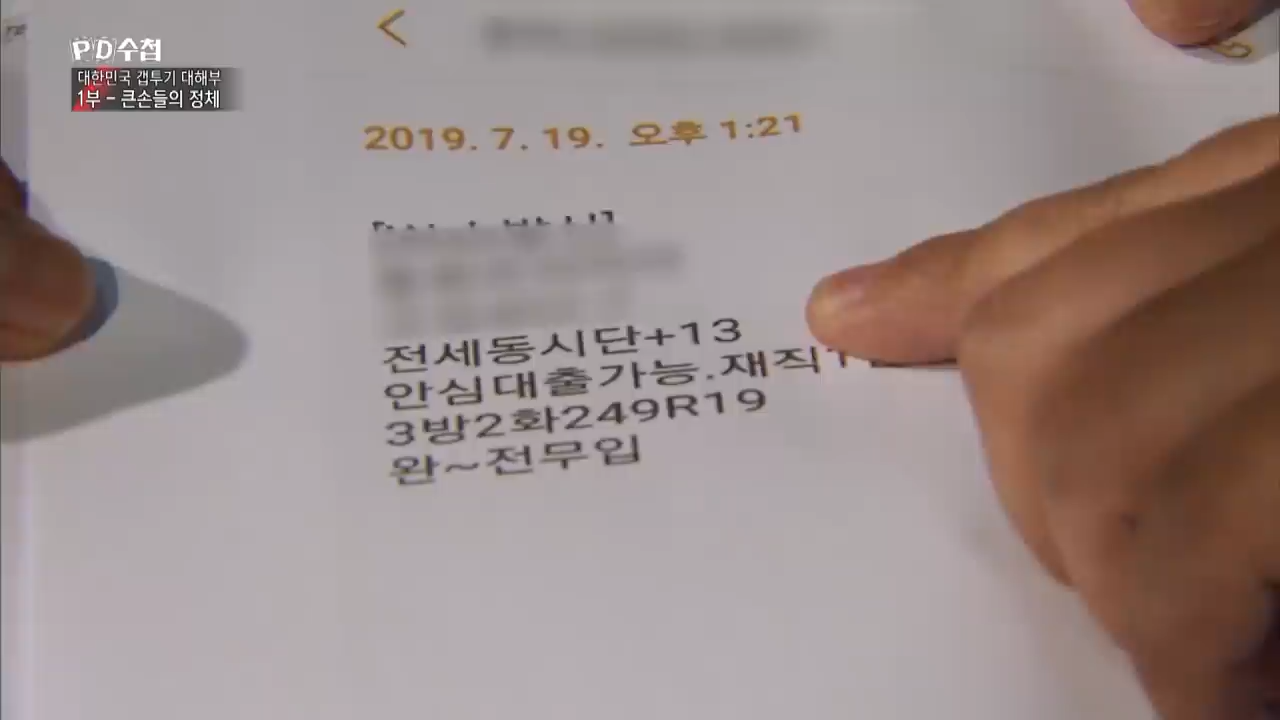 PD수첩
대한민국 갭투기 대해부
1부 - 큰손들의 정체
2019. 7. 19. 오후 1:21
전세동시단+13
안심대출가능.재직1
3방2화249R19
완~전무입